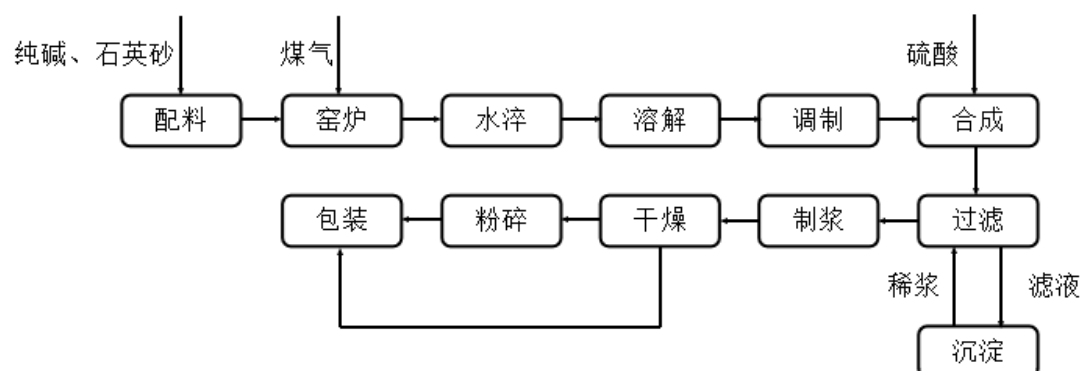 纯碱、石英砂
煤气
硫酸
配料
窑炉
水淬
溶解
调制
合成
包装
粉碎
干燥
制浆
过滤
稀浆
滤液
沉淀